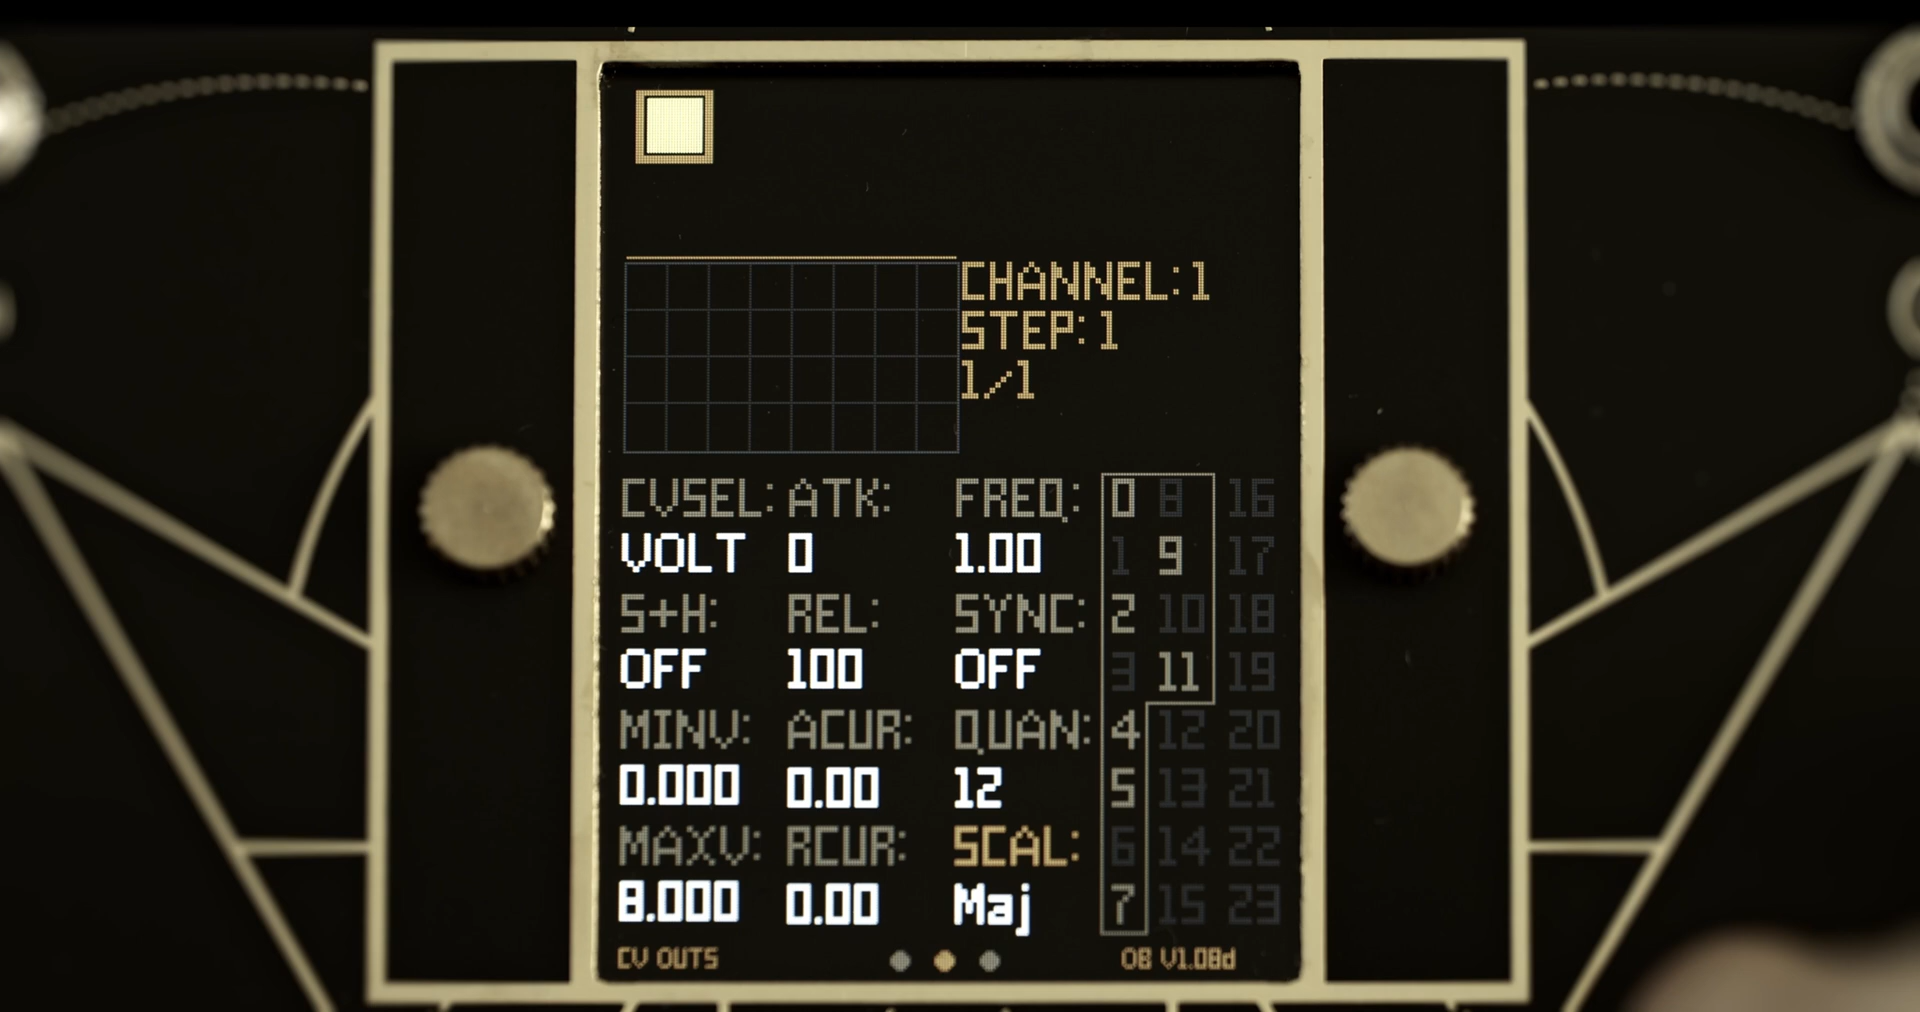 CHANNEL:1
STEP:1
1/1
CVSEL: ATK: FREQ: 0 8 16
VOLT 0 1.00 1 9 17
S+H: REL: SYNC: 2 10 18
OFF 100 OFF 3 11 19
MINV: ACUR: QUAN: 4 12 20
0.000 0.00 12 5 13 21
MAXV: RCUR: SCAL: 6 14 22
8.000 0.00 Maj 7 15 23
CV OUTS OB V1.08d